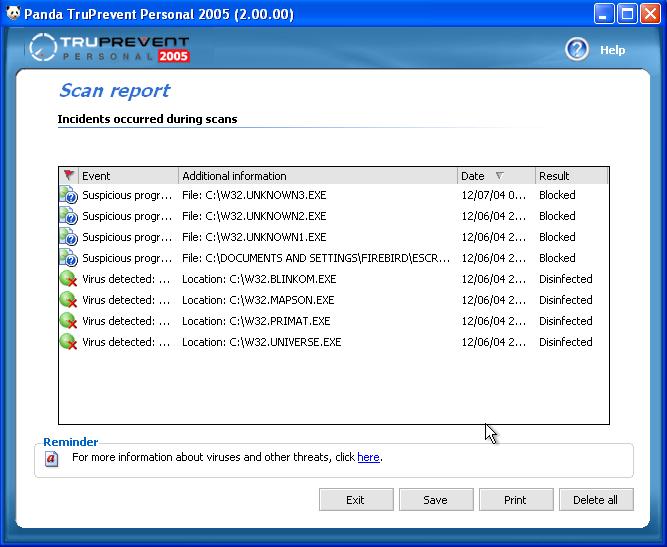 Panda TruPrevent Personal 2005 (2.00.00)
TRUPREVENT
PERSONAL 2005
Help
Scan report
Incidents occurred during scans
Event Additional information Date Result
Suspicious progr... File: C:\W32.UNKNOWN3.EXE 12/07/04 0... Blocked
Suspicious progr... File: C:\W32.UNKNOWN2.EXE 12/06/04 2... Blocked
Suspicious progr... File: C:\W32.UNKNOWN1.EXE 12/06/04 2... Blocked
Suspicious progr... File: C:\DOCUMENTS AND SETTINGS\FIREBIRD\ESCR... 12/06/04 2... Blocked
Virus detected: ... Location: C:\W32.BLINKOM.EXE 12/06/04 2... Disinfected
Virus detected: ... Location: C:\W32.MAPSON.EXE 12/06/04 2... Disinfected
Virus detected: ... Location: C:\W32.PRIMAT.EXE 12/06/04 2... Disinfected
Virus detected: ... Location: C:\W32.UNIVERSE.EXE 12/06/04 2... Disinfected
Reminder
For more information about viruses and other threats, click here.
Exit Save Print Delete all